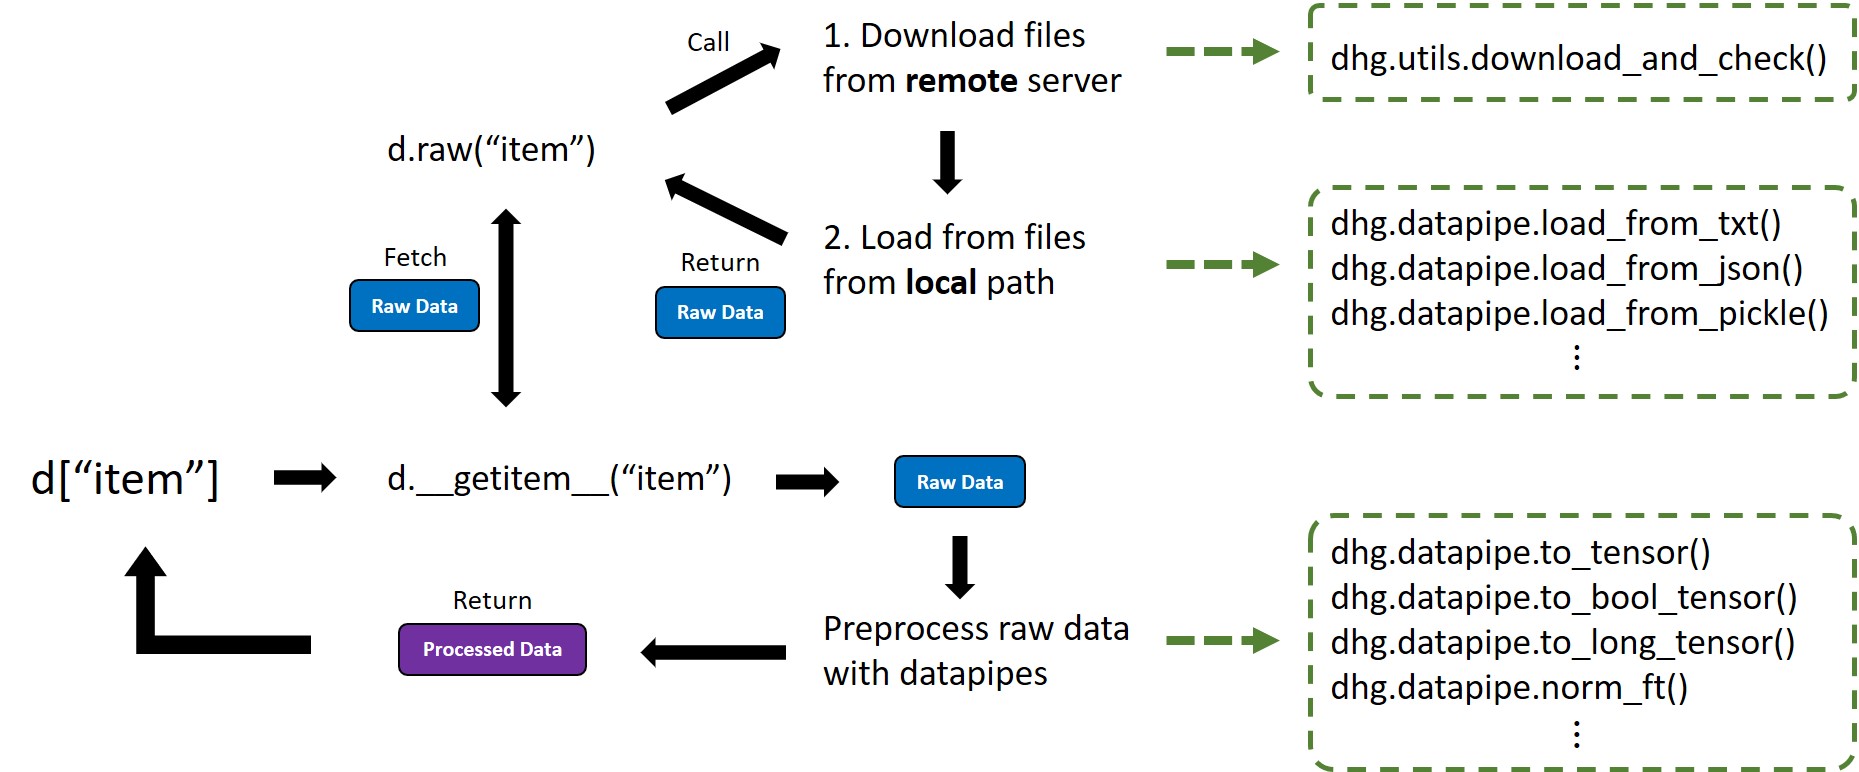 Call
1. Download files
from remote server
dhg.utils.download_and_check()
d.raw(“item”)
Fetch
Raw Data
Return
Raw Data
2. Load from files
from local path
dhg.datapipe.load_from_txt()
dhg.datapipe.load_from_json()
dhg.datapipe.load_from_pickle()
⋮
d[“item”]
d.__getitem__(“item”)
Raw Data
Return
Processed Data
Preprocess raw data
with datapipes
dhg.datapipe.to_tensor()
dhg.datapipe.to_bool_tensor()
dhg.datapipe.to_long_tensor()
dhg.datapipe.norm_ft()
⋮